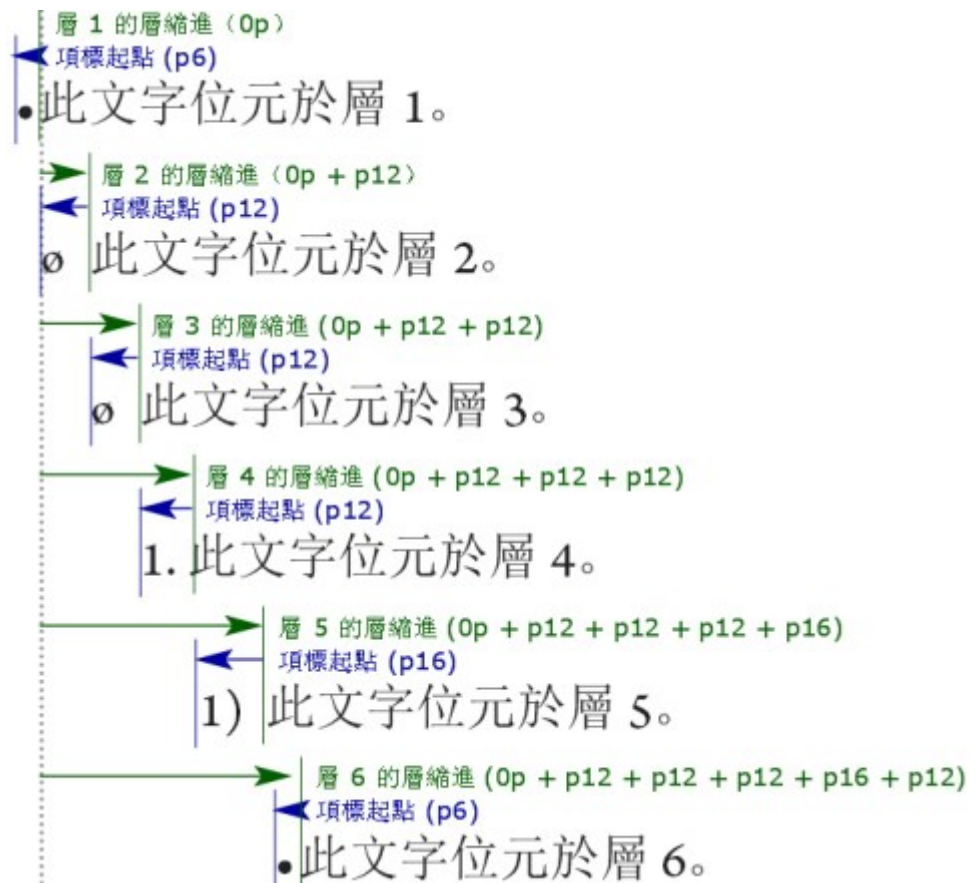 層 1 的層縮進（0p）
項標起點 (p6)
•此文字位元於層 1。
層 2 的層縮進（0p + p12）
項標起點 (p12)
ø 此文字位元於層 2。
層 3 的層縮進 (0p + p12 + p12)
項標起點 (p12)
ø 此文字位元於層 3。
層 4 的層縮進 (0p + p12 + p12 + p12)
項標起點 (p12)
1. 此文字位元於層 4。
層 5 的層縮進 (0p + p12 + p12 + p12 + p16)
項標起點 (p16)
1) 此文字位元於層 5。
層 6 的層縮進 (0p + p12 + p12 + p12 + p16 + p12)
項標起點 (p6)
•此文字位元於層 6。